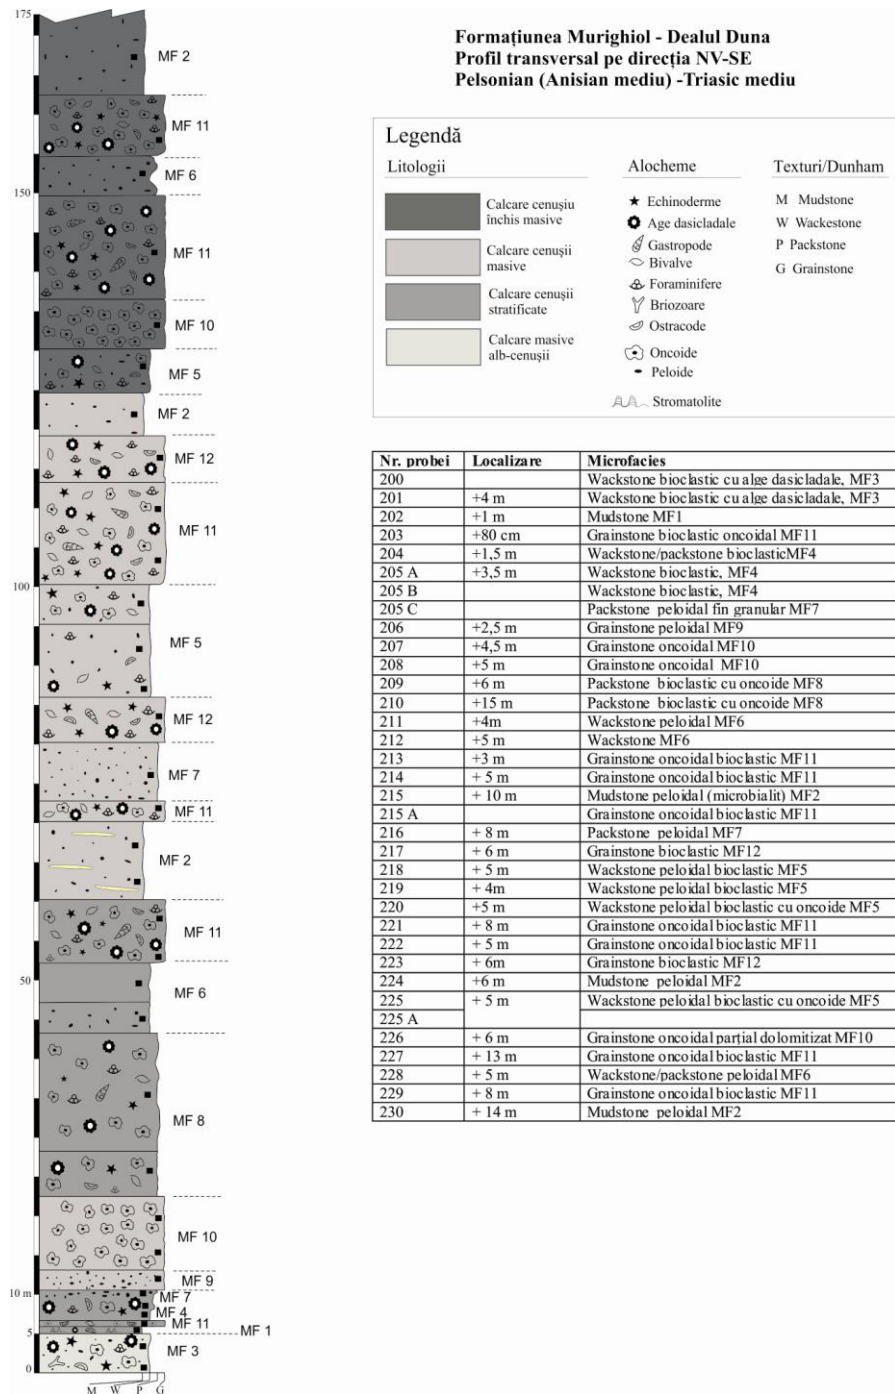 Formațiunea Murighiol - Dealul Duna
Profil transversal pe direcția NV-SE
Pelsonian (Anisian mediu) -Triasic mediu
175
MF 2
MF 11
MF 6
150
MF 11
MF 10
MF 5
MF 2
MF 12
MF 11
100
MF 5
MF 12
MF 7
MF 11
MF 2
MF 11
50
MF 6
MF 8
MF 10
MF 9
10 m
MF 7
MF 4
MF 11
5
MF 1
MF 3
0
M W P G
Legendă
Litologii
Calcare cenușiu
închis masive
Calcare cenușii
masive
Calcare cenușii
stratificate
Calcare masive
alb-cenușii
Alocheme
Echinoderme
Age dasicladale
Gastropode
Bivalve
Foraminifere
Briozoare
Ostracode
Oncoide
Peloide
Stromatolite
Texturi/Dunham
M Mudstone
W Wackestone
P Packstone
G Grainstone
Nr. probei Localizare Microfacies
200 Wackstone bioclastic cu alge dasicladale, MF3
201 +4 m Wackstone bioclastic cu alge dasicladale, MF3
202 +1 m Mudstone MF1
203 +80 cm Grainstone bioclastic oncoidal MF11
204 +1,5 m Wackstone/packstone bioclasticMF4
205 A +3,5 m Wackstone bioclastic, MF4
205 B Wackstone bioclastic, MF4
205 C Packstone peloidal fin granular MF7
206 +2,5 m Grainstone peloidal MF9
207 +4,5 m Grainstone oncoidal MF10
208 +5 m Grainstone oncoidal MF10
209 +6 m Packstone bioclastic cu oncoide MF8
210 +15 m Packstone bioclastic cu oncoide MF8
211 +4m Wackstone peloidal MF6
212 +5 m Wackstone MF6
213 +3 m Grainstone oncoidal bioclastic MF11
214 + 5 m Grainstone oncoidal bioclastic MF11
215 + 10 m Mudstone peloidal (microbialit) MF2
215 A Grainstone oncoidal bioclastic MF11
216 + 8 m Packstone peloidal MF7
217 + 6 m Grainstone bioclastic MF12
218 + 5 m Wackstone peloidal bioclastic MF5
219 + 4m Wackstone peloidal bioclastic MF5
220 +5 m Wackstone peloidal bioclastic cu oncoide MF5
221 + 8 m Grainstone oncoidal bioclastic MF11
222 + 5 m Grainstone oncoidal bioclastic MF11
223 + 6m Grainstone bioclastic MF12
224 +6 m Mudstone peloidal MF2
225 + 5 m Wackstone peloidal bioclastic cu oncoide MF5
225 A
226 + 6 m Grainstone oncoidal parțial dolomitizat MF10
227 + 13 m Grainstone oncoidal bioclastic MF11
228 + 5 m Wackstone/packstone peloidal MF6
229 + 8 m Grainstone oncoidal bioclastic MF11
230 + 14 m Mudstone peloidal MF2